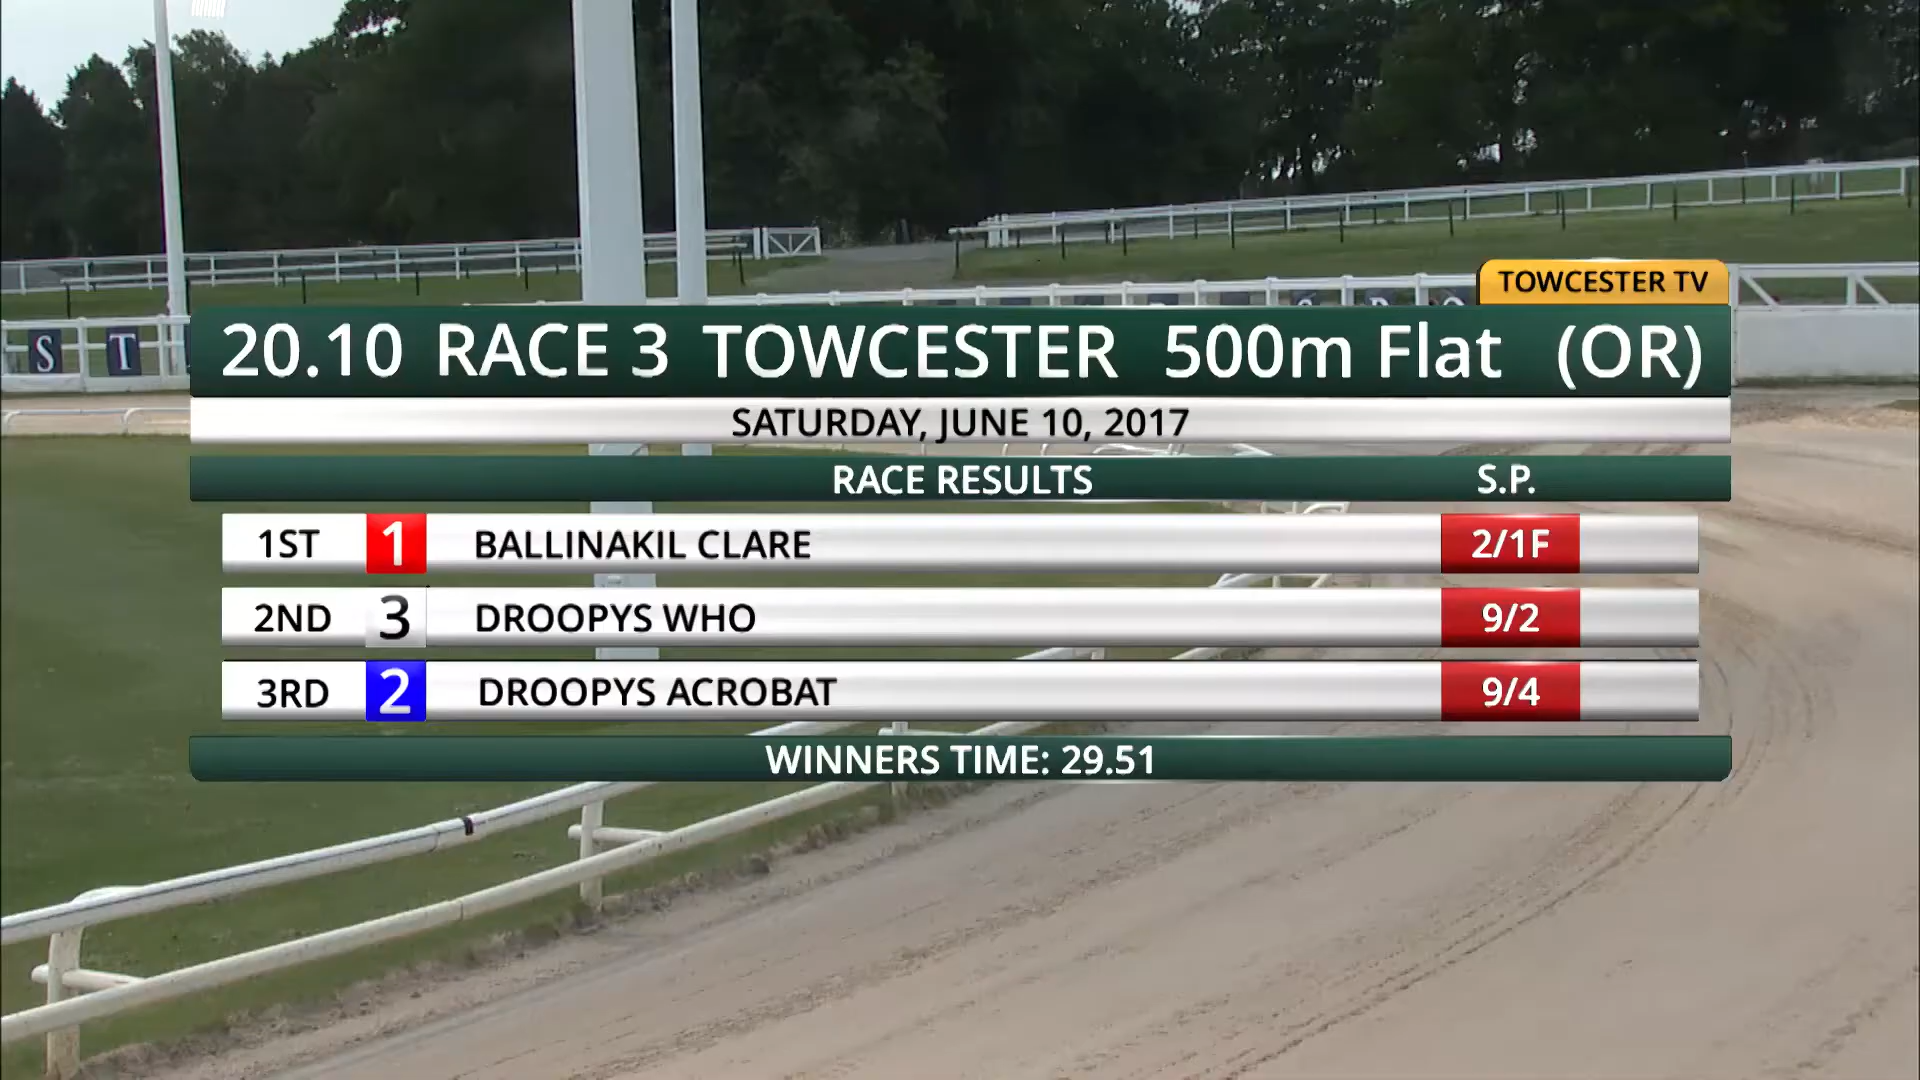 TOWCESTER TV
20.10 RACE 3 TOWCESTER 500m Flat (OR)
S T
SATURDAY, JUNE 10, 2017
RACE RESULTS S.P.
1ST 1 BALLINAKIL CLARE 2/1F
2ND 3 DROOPYS WHO 9/2
3RD 2 DROOPYS ACROBAT 9/4
WINNERS TIME: 29.51